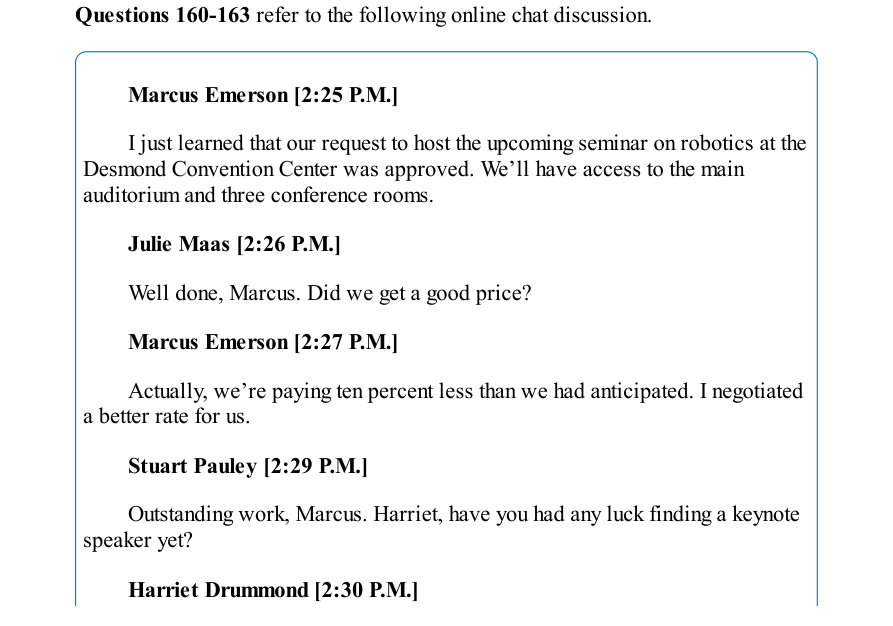 Questions 160-163 refer to the following online chat discussion.
Marcus Emerson [2:25 P.M.]
I just learned that our request to host the upcoming seminar on robotics at the
Desmond Convention Center was approved. We’ll have access to the main
auditorium and three conference rooms.
Julie Maas [2:26 P.M.]
Well done, Marcus. Did we get a good price?
Marcus Emerson [2:27 P.M.]
Actually, we’re paying ten percent less than we had anticipated. I negotiated
a better rate for us.
Stuart Pauley [2:29 P.M.]
Outstanding work, Marcus. Harriet, have you had any luck finding a keynote
speaker yet?
Harriet Drummond [2:30 P.M.]